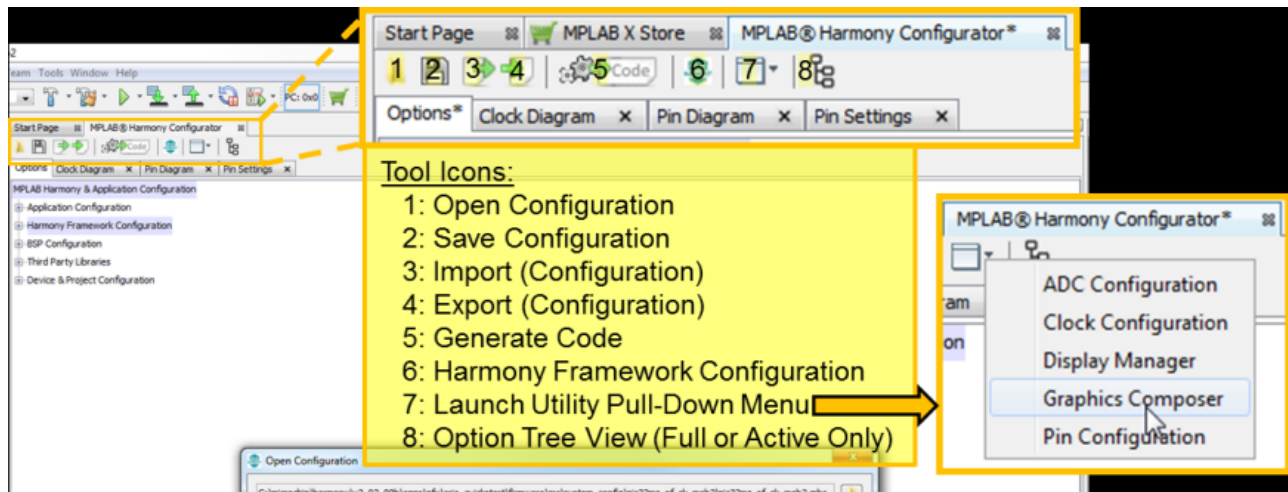 Start Page MPLAB X Store MPLAB® Harmony Configurator*
1 2 3 4 5 Code 6 7 8
Options* Clock Diagram × Pin Diagram × Pin Settings ×
Tools Window Help
PC: 0x0
Start Page MPLAB® Harmony Configurator
Code
Options Clock Diagram × Pin Diagram × Pin Settings ×
MPLAB Harmony & Application Configuration
Application Configuration
Harmony Framework Configuration
BSP Configuration
Third Party Libraries
Device & Project Configuration
Tool Icons:
1: Open Configuration
2: Save Configuration
3: Import (Configuration)
4: Export (Configuration)
5: Generate Code
6: Harmony Framework Configuration
7: Launch Utility Pull-Down Menu
8: Option Tree View (Full or Active Only)
MPLAB® Harmony Configurator*
am
on
ADC Configuration
Clock Configuration
Display Manager
Graphics Composer
Pin Configuration
Open Configuration